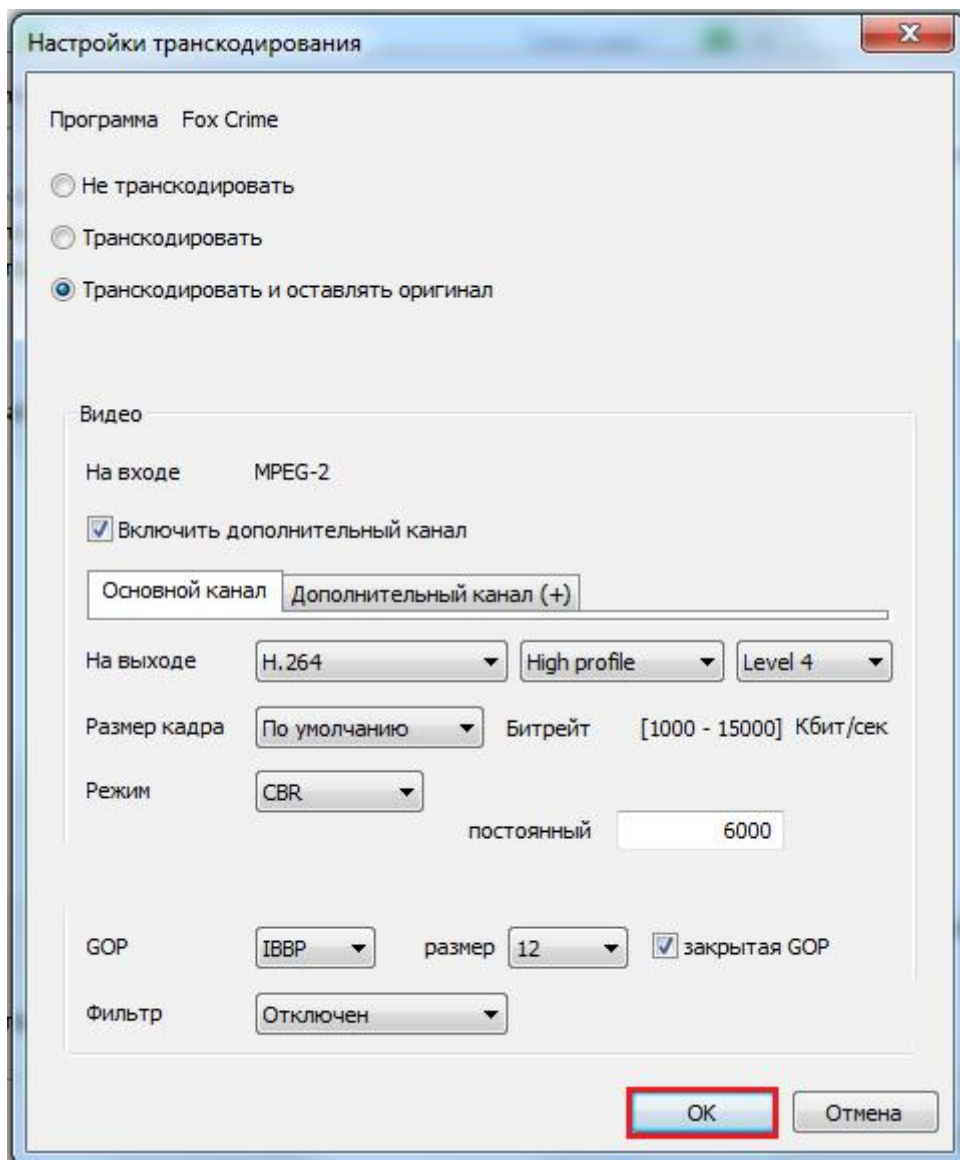 Настройки транскодирования
Программа Fox Crime
Не транскодировать
Транскодировать
Транскодировать и оставлять оригинал
Видео
На входе MPEG-2
Включить дополнительный канал
Основной канал Дополнительный канал (+)
На выходе H.264 High profile Level 4
Размер кадра По умолчанию Битрейт [1000 - 15000] Кбит/сек
Режим CBR
постоянный 6000
GOP IBBP размер 12 закрытая GOP
Фильтр Отключен
OK Отмена